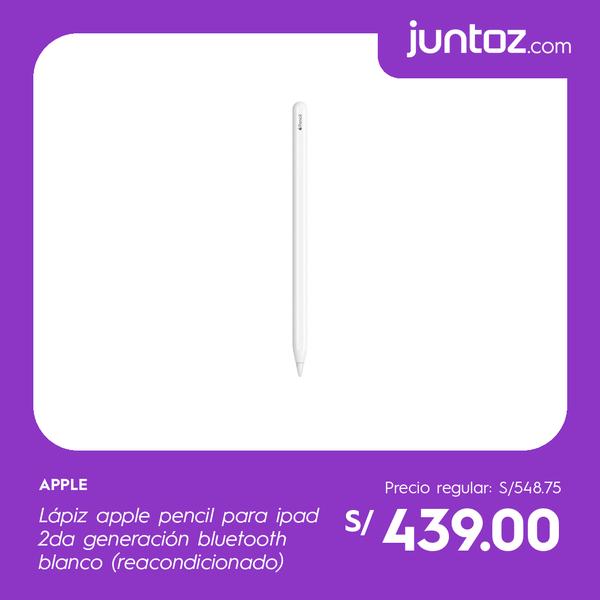 juntoz.com
Pencil
APPLE
Lápiz apple pencil para ipad
2da generación bluetooth
blanco (reacondicionado)
Precio regular: S/548.75
S/ 439.00